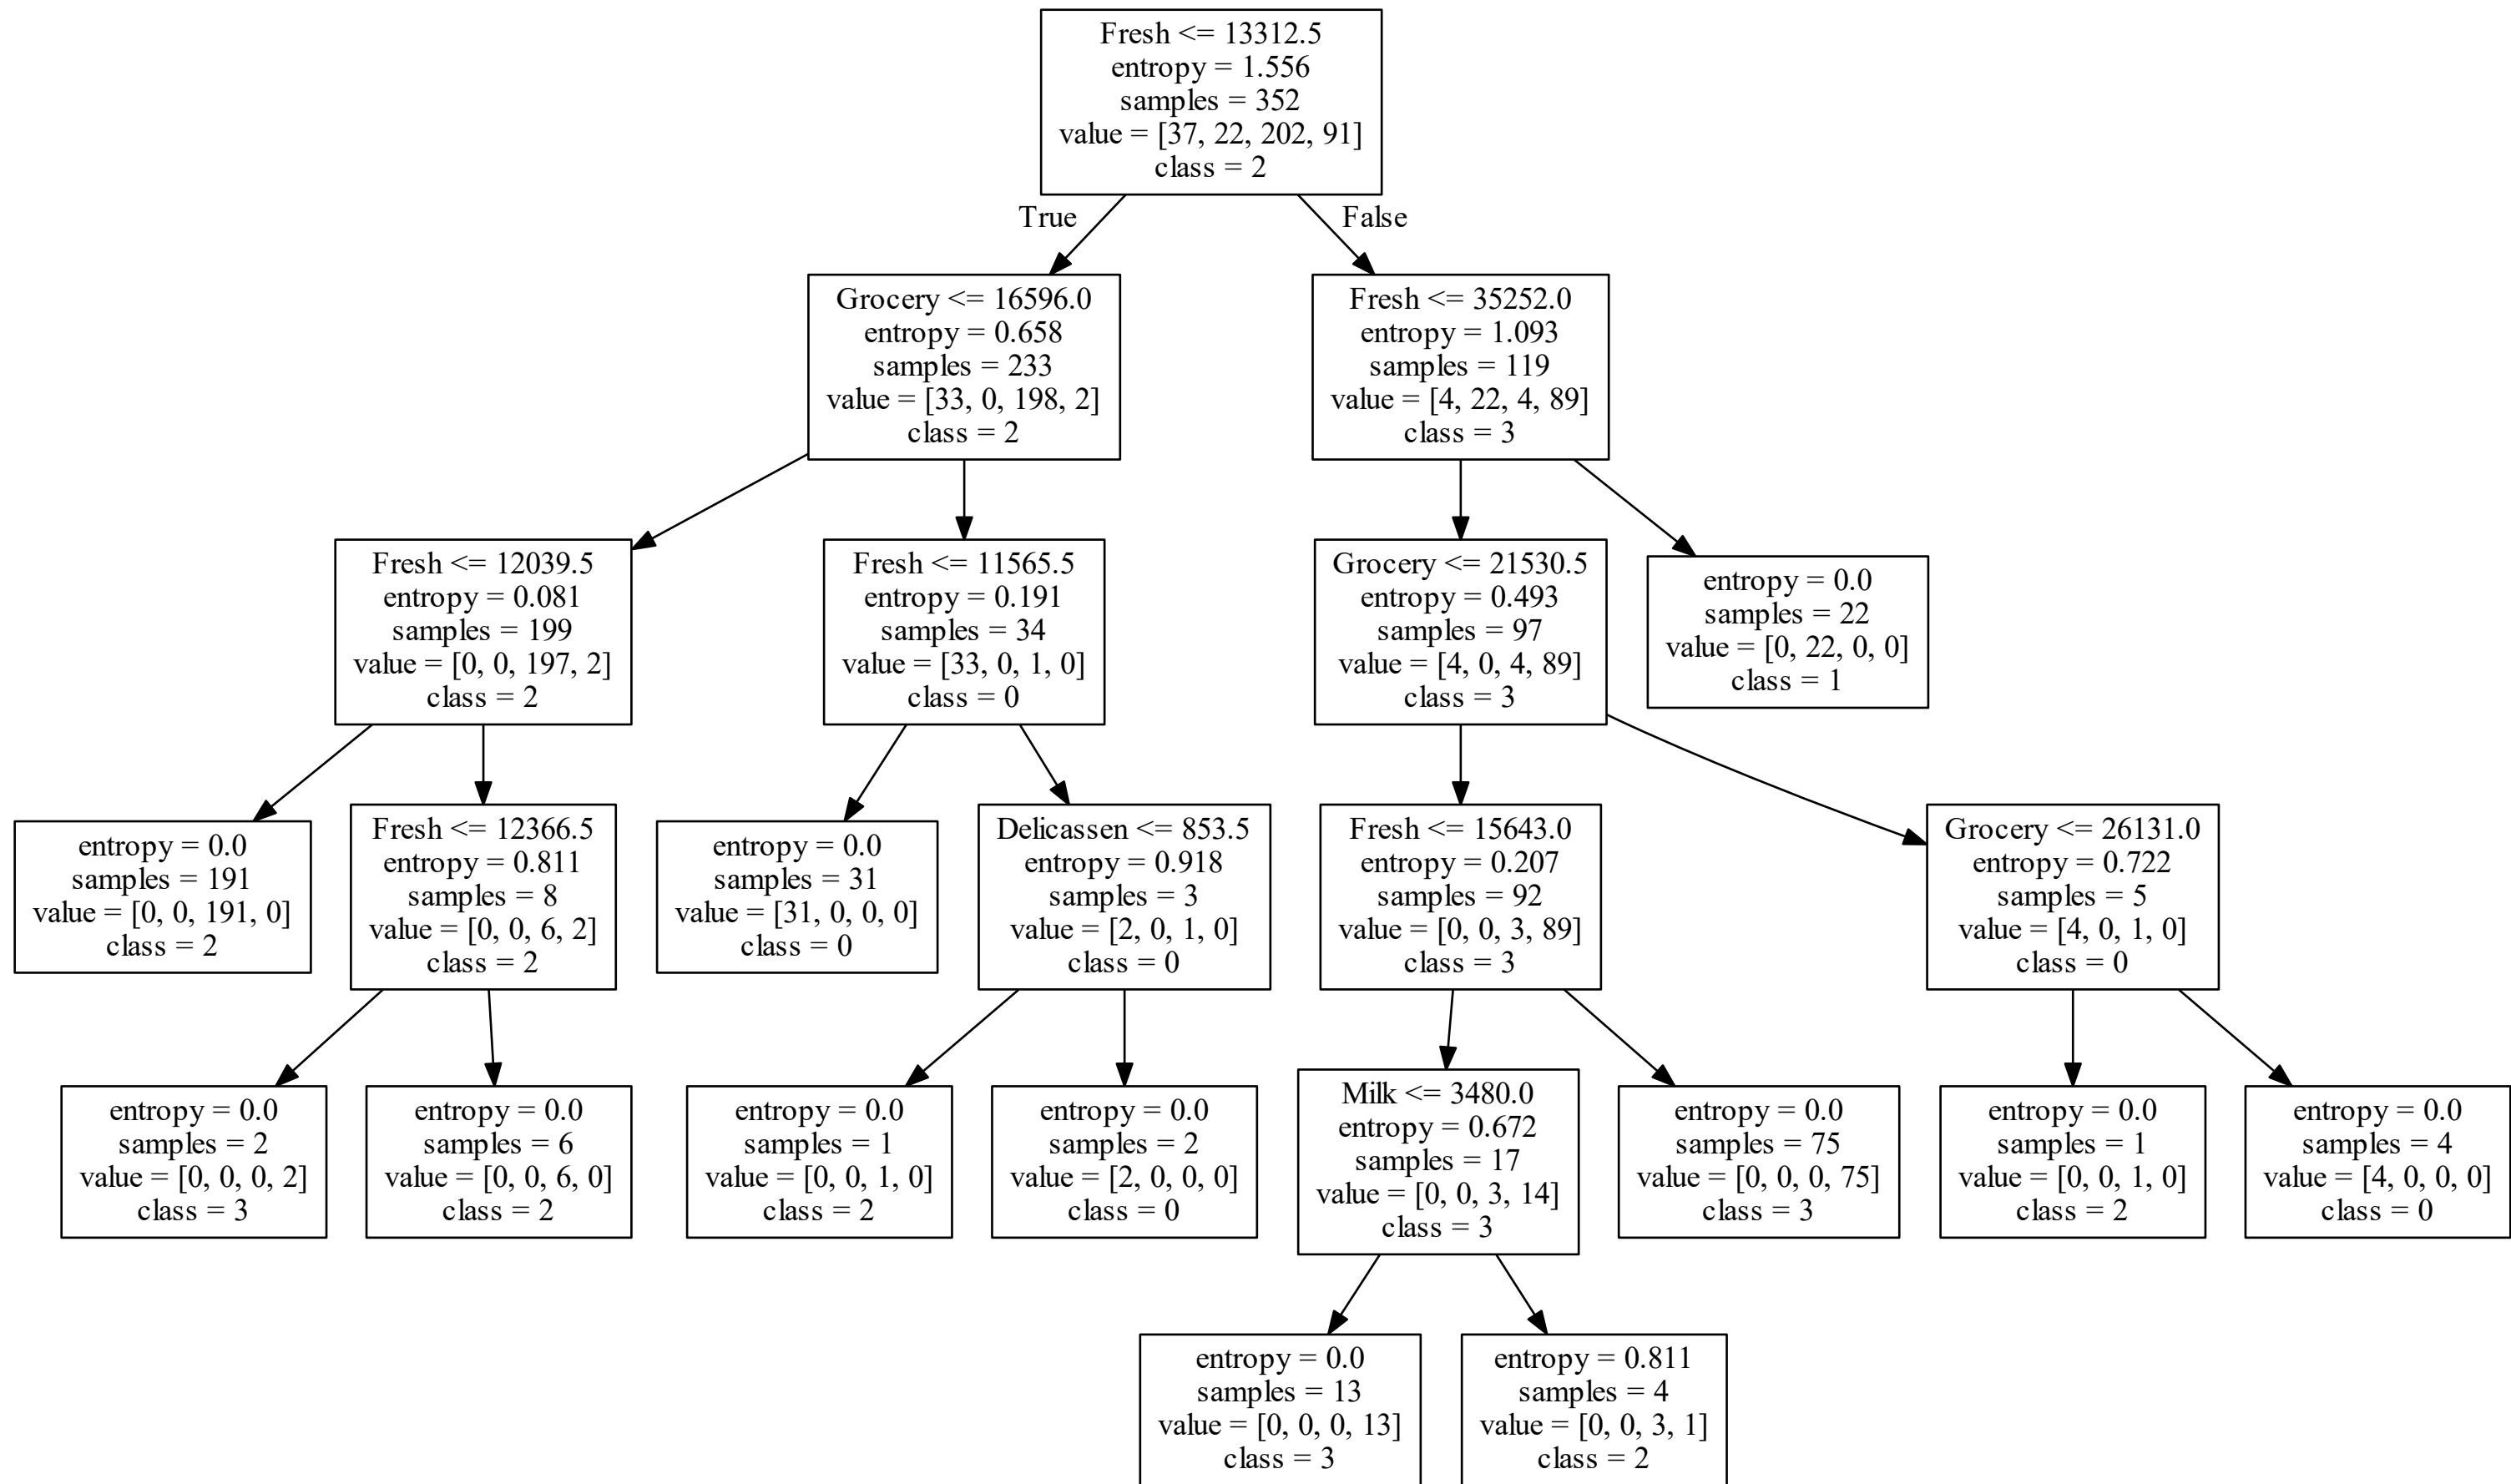 Fresh <= 13312.5
entropy = 1.556
samples = 352
value = [37, 22, 202, 91]
class = 2
True
False
Grocery <= 16596.0
entropy = 0.658
samples = 233
value = [33, 0, 198, 2]
class = 2
Fresh <= 35252.0
entropy = 1.093
samples = 119
value = [4, 22, 4, 89]
class = 3
Fresh <= 12039.5
entropy = 0.081
samples = 199
value = [0, 0, 197, 2]
class = 2
Fresh <= 11565.5
entropy = 0.191
samples = 34
value = [33, 0, 1, 0]
class = 0
Grocery <= 21530.5
entropy = 0.493
samples = 97
value = [4, 0, 4, 89]
class = 3
entropy = 0.0
samples = 22
value = [0, 22, 0, 0]
class = 1
entropy = 0.0
samples = 191
value = [0, 0, 191, 0]
class = 2
Fresh <= 12366.5
entropy = 0.811
samples = 8
value = [0, 0, 6, 2]
class = 2
entropy = 0.0
samples = 31
value = [31, 0, 0, 0]
class = 0
Delicassen <= 853.5
entropy = 0.918
samples = 3
value = [2, 0, 1, 0]
class = 0
Fresh <= 15643.0
entropy = 0.207
samples = 92
value = [0, 0, 3, 89]
class = 3
Grocery <= 26131.0
entropy = 0.722
samples = 5
value = [4, 0, 1, 0]
class = 0
entropy = 0.0
samples = 2
value = [0, 0, 0, 2]
class = 3
entropy = 0.0
samples = 6
value = [0, 0, 6, 0]
class = 2
entropy = 0.0
samples = 1
value = [0, 0, 1, 0]
class = 2
entropy = 0.0
samples = 2
value = [2, 0, 0, 0]
class = 0
Milk <= 3480.0
entropy = 0.672
samples = 17
value = [0, 0, 3, 14]
class = 3
entropy = 0.0
samples = 75
value = [0, 0, 0, 75]
class = 3
entropy = 0.0
samples = 1
value = [0, 0, 1, 0]
class = 2
entropy = 0.0
samples = 4
value = [4, 0, 0, 0]
class = 0
entropy = 0.0
samples = 13
value = [0, 0, 0, 13]
class = 3
entropy = 0.811
samples = 4
value = [0, 0, 3, 1]
class = 2